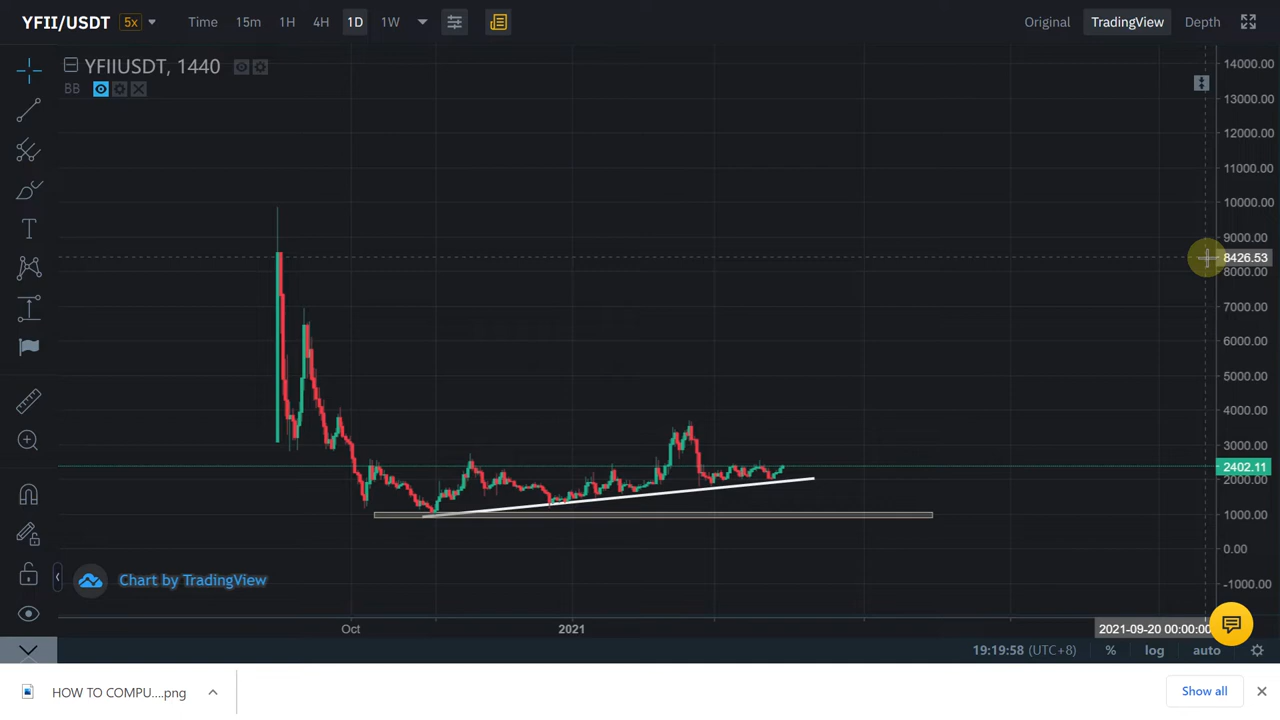 YFII/USDT 5x Time 15m 1H 4H 1D 1W Original TradingView Depth
YFIIUSDT, 1440
BB
14000.00
13000.00
12000.00
11000.00
10000.00
9000.00
8426.53
8000.00
7000.00
6000.00
5000.00
4000.00
3000.00
2402.11
2000.00
1000.00
0.00
-1000.00
Chart by TradingView
Oct 2021 2021-09-20 00:00:00
19:19:58 (UTC+8) % log auto
HOW TO COMPU....png Show all